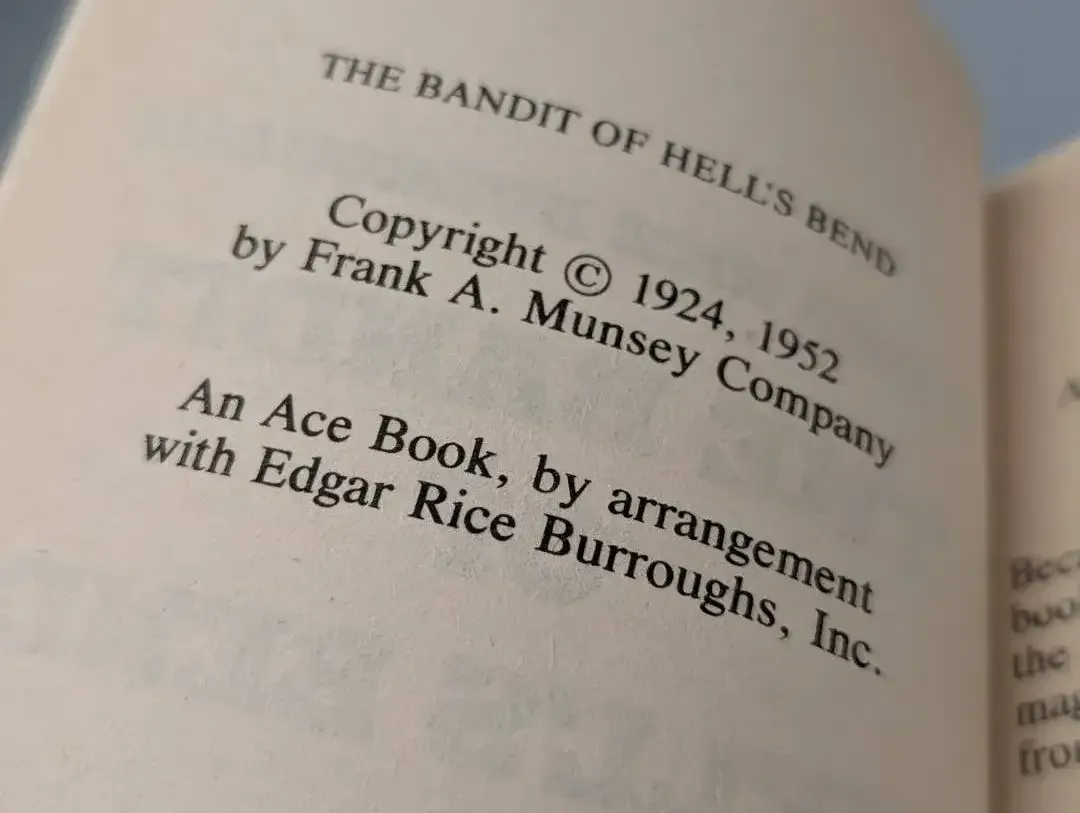 THE BANDIT OF HELL'S BEND
Copyright © 1924, 1952
by Frank A. Munsey Company
An Ace Book, by arrangement
with Edgar Rice Burroughs, Inc.
the